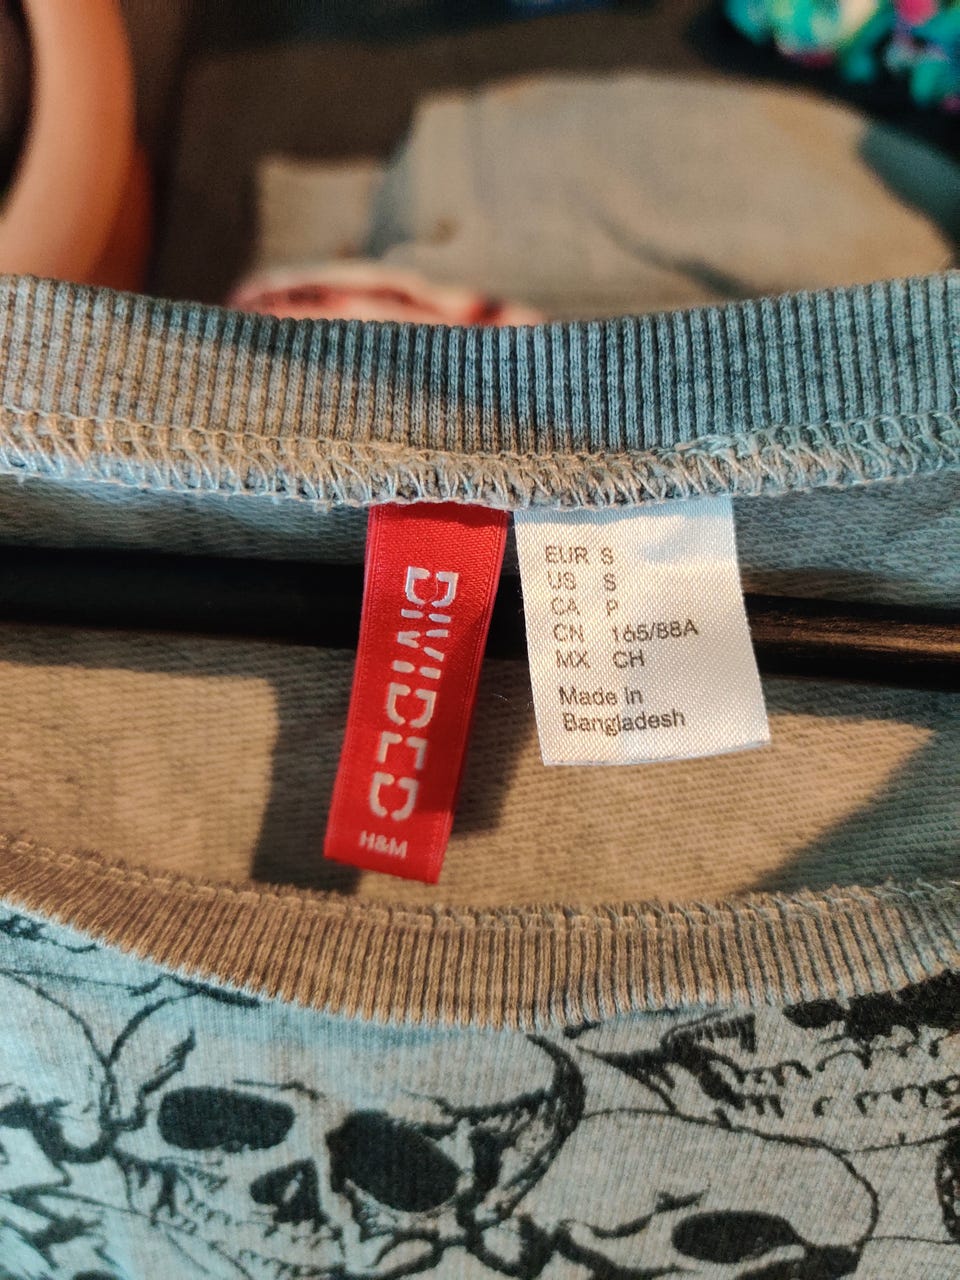 DIVIDED
H&M
EUR S
US S
CA P
CN 165/88A
MX CH
Made in
Bangladesh